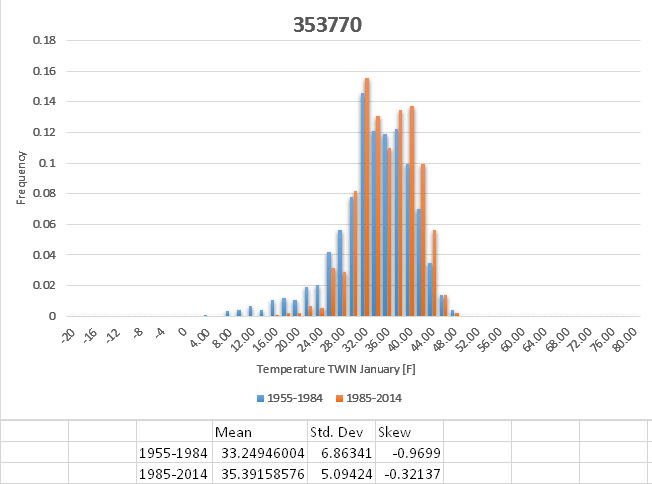 353770
0.18
0.16
0.14
0.12
0.1
0.08
0.06
0.04
0.02
0
Frequency
-20 -16 -12 -8 -4 0 4.00 8.00 12.00 16.00 20.00 24.00 28.00 32.00 36.00 40.00 44.00 48.00 52.00 56.00 60.00 64.00 68.00 72.00 76.00 80.00
Temperature TWIN January [F]
1955-1984 1985-2014
Mean Std. Dev Skew
1955-1984 33.24946004 6.86341 -0.9699
1985-2014 35.39158576 5.09424 -0.32137